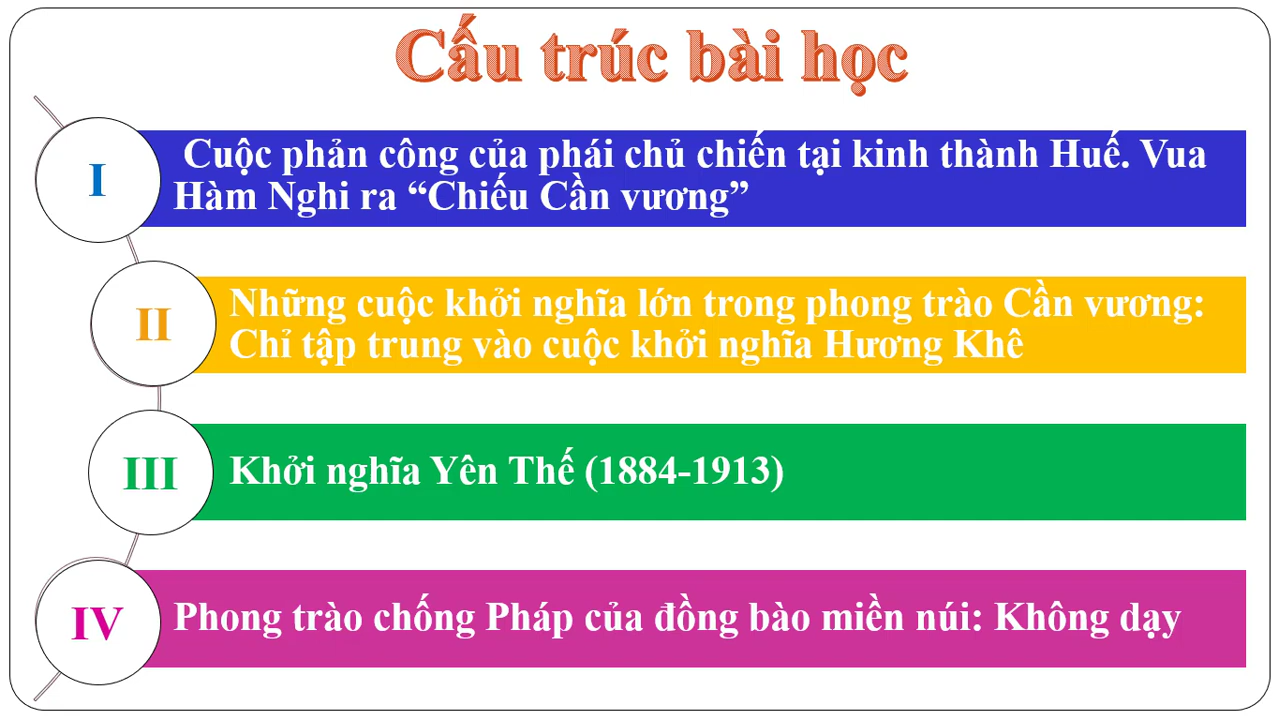 Cấu trúc bài học
I
Cuộc phản công của phái chủ chiến tại kinh thành Huế. Vua
Hàm Nghi ra “Chiếu Cần vương”
II
Những cuộc khởi nghĩa lớn trong phong trào Cần vương:
Chỉ tập trung vào cuộc khởi nghĩa Hương Khê
III
Khởi nghĩa Yên Thế (1884-1913)
IV
Phong trào chống Pháp của đồng bào miền núi: Không dạy